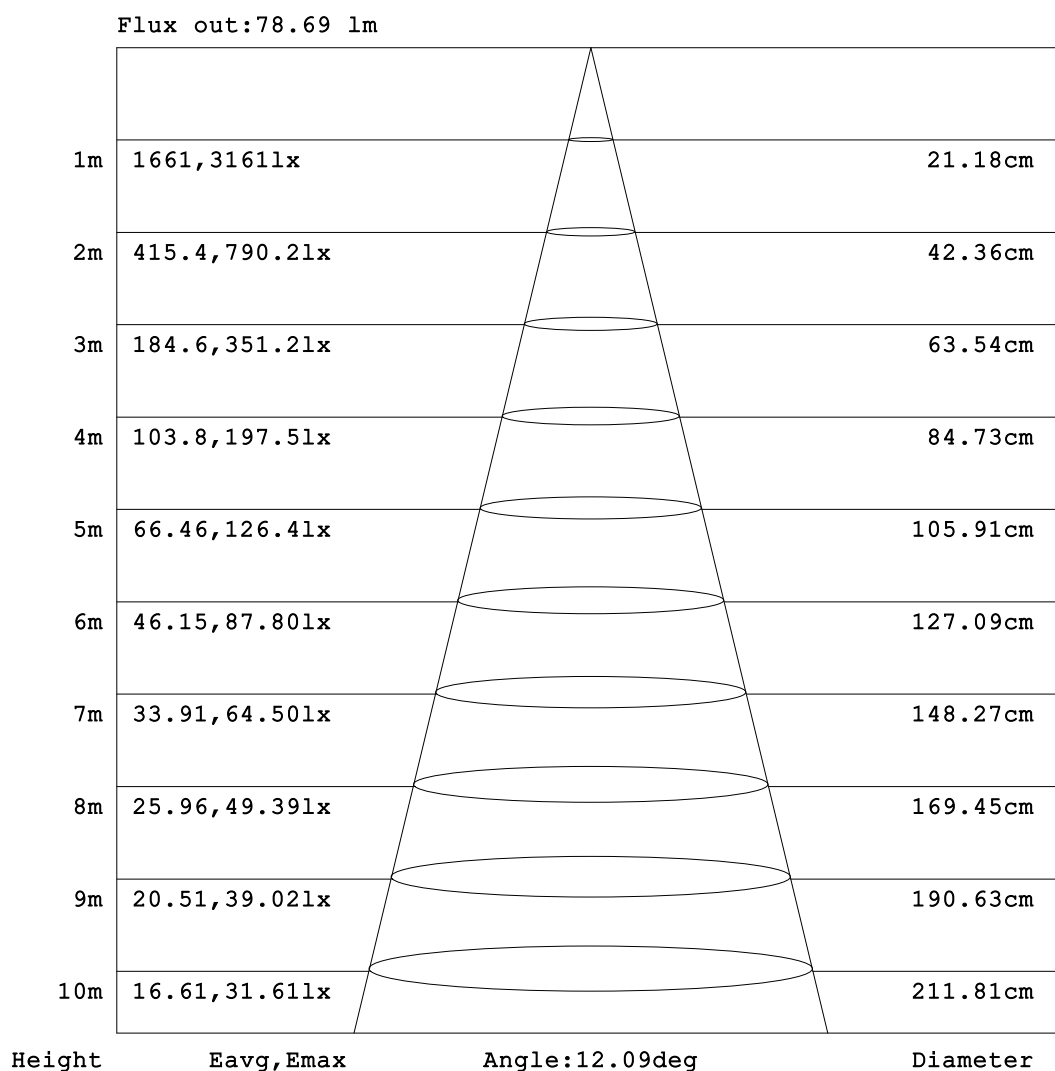 Flux out:78.69 lm
1m 1661,3161lx 21.18cm
2m 415.4,790.2lx 42.36cm
3m 184.6,351.2lx 63.54cm
4m 103.8,197.5lx 84.73cm
5m 66.46,126.4lx 105.91cm
6m 46.15,87.80lx 127.09cm
7m 33.91,64.50lx 148.27cm
8m 25.96,49.39lx 169.45cm
9m 20.51,39.02lx 190.63cm
10m 16.61,31.61lx 211.81cm
Height Eavg,Emax Angle:12.09deg Diameter